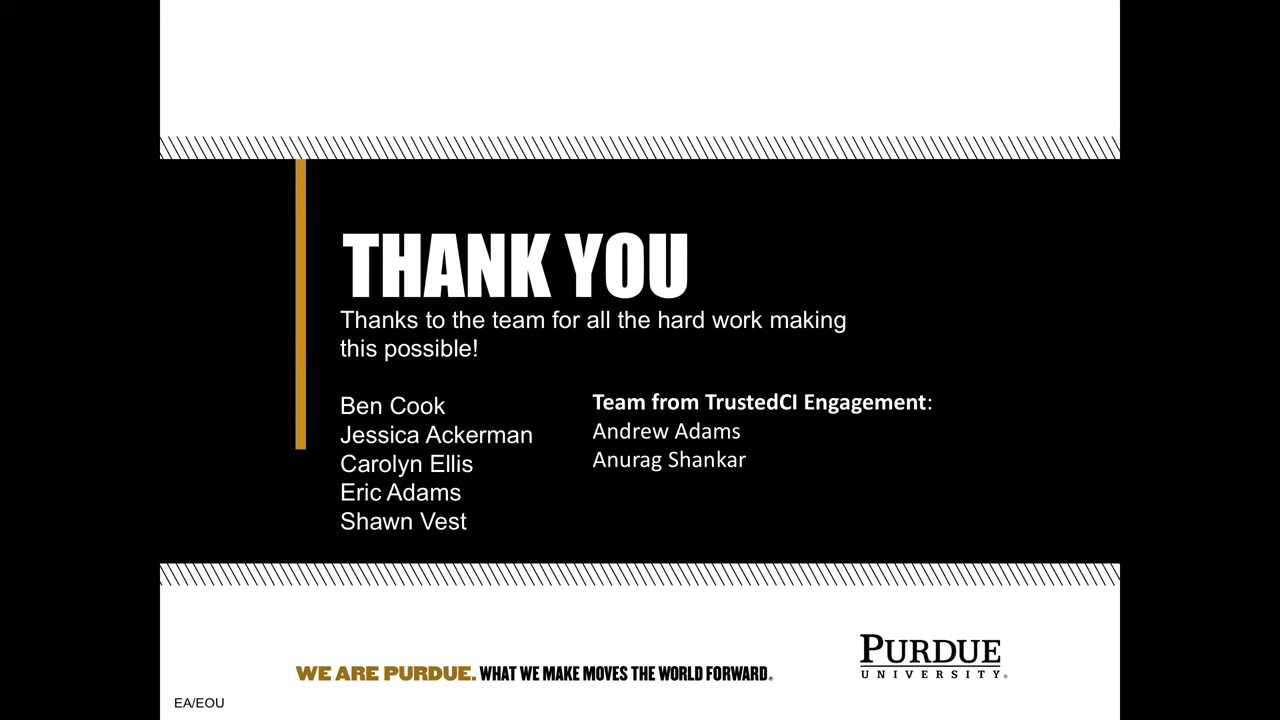 THANK YOU
Thanks to the team for all the hard work making
this possible!
Ben Cook
Jessica Ackerman
Carolyn Ellis
Eric Adams
Shawn Vest
Team from TrustedCI Engagement:
Andrew Adams
Anurag Shankar
WE ARE PURDUE. WHAT WE MAKE MOVES THE WORLD FORWARD.
PURDUE
UNIVERSITY®
EA/EOU